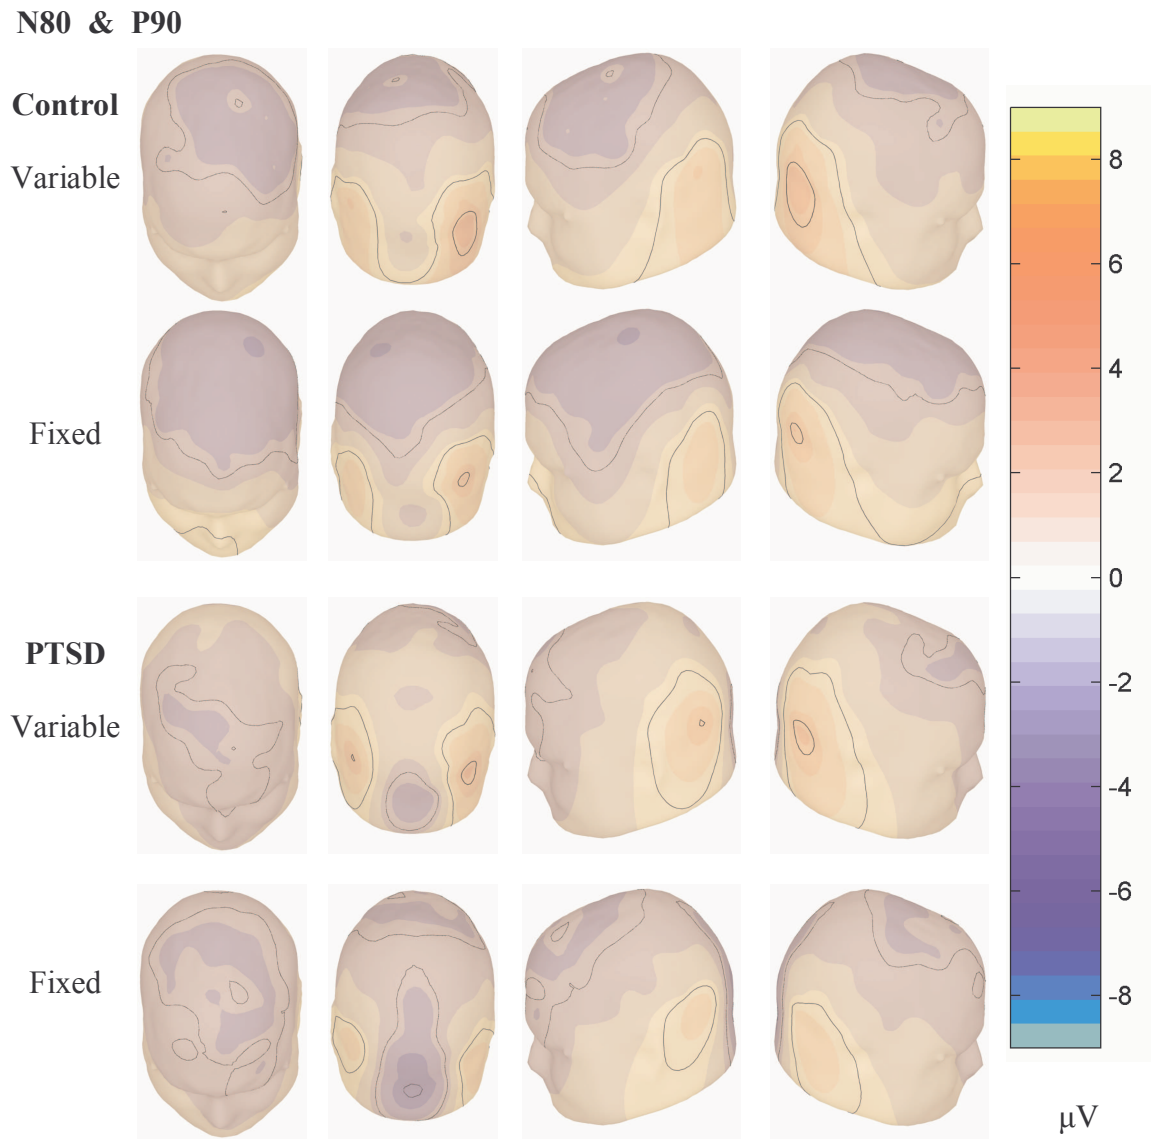 N80 & P90
Control
Variable
Fixed
PTSD
Variable
Fixed
8
6
4
2
0
-2
-4
-6
-8
μV